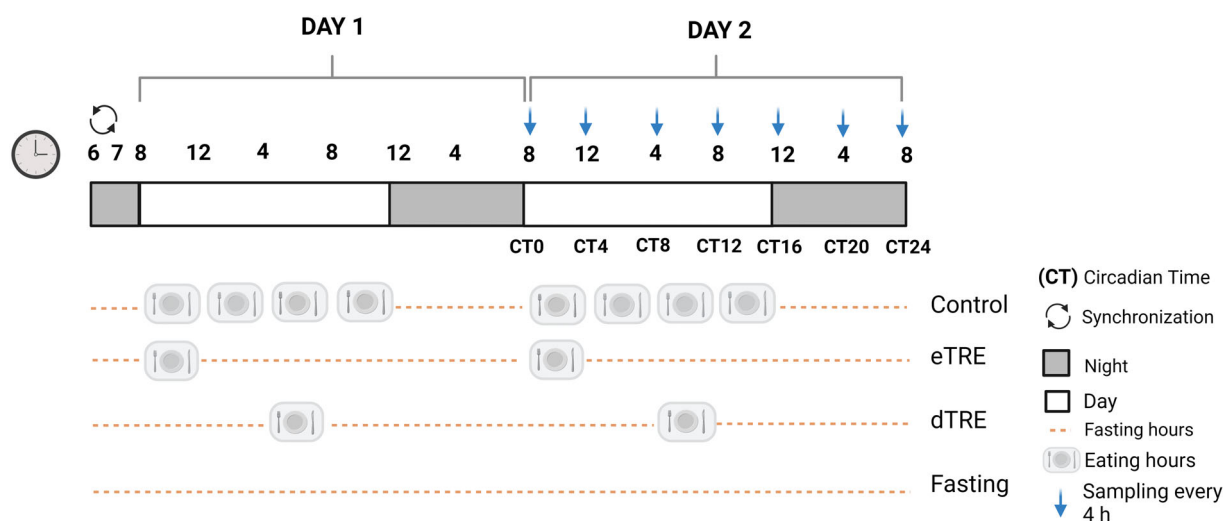 DAY 1
DAY 2
6 7 8 12 4 8 12 4 8 12 4 8 12 4 8
CT0 CT4 CT8 CT12 CT16 CT20 CT24
Control
eTRE
dTRE
Fasting
(CT) Circadian Time
Synchronization
Night
Day
Fasting hours
Eating hours
Sampling every
4 h